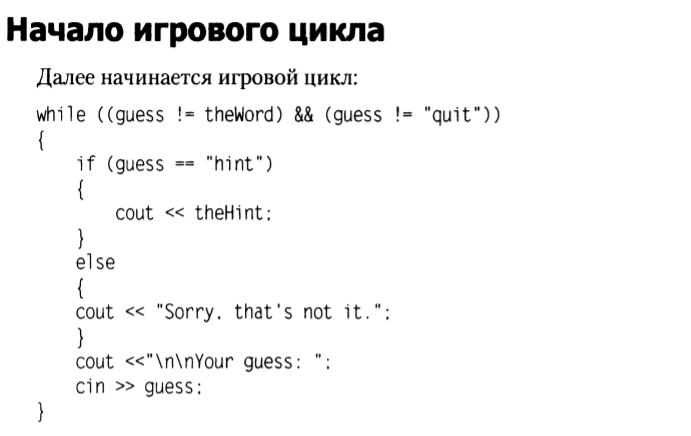 Начало игрового цикла
Далее начинается игровой цикл:
while ((guess != theWord) && (guess != "quit"))
{
if (guess == "hint")
{
cout << theHint;
}
else
{
cout << "Sorry. that's not it.";
}
cout <<"\n\nYour guess: ";
cin >> guess;
}